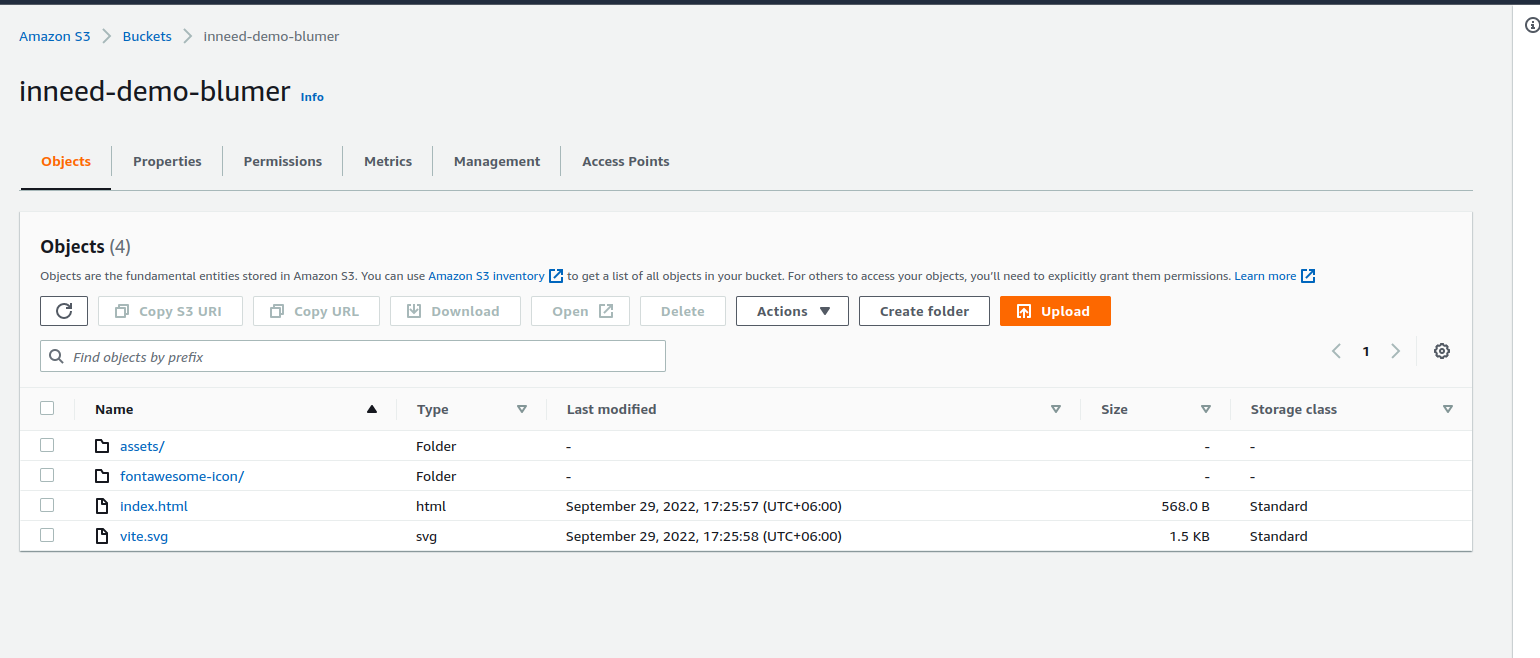 Amazon S3 Buckets inneed-demo-blumer
inneed-demo-blumer Info
Objects Properties Permissions Metrics Management Access Points
Objects (4)
Objects are the fundamental entities stored in Amazon S3. You can use Amazon S3 inventory to get a list of all objects in your bucket. For others to access your objects, you'll need to explicitly grant them permissions. Learn more
Copy S3 URI Copy URL Download Open Delete Actions Create folder Upload
Find objects by prefix 1
Name Type Last modified Size Storage class
assets/ Folder - - -
fontawesome-icon/ Folder - - -
index.html html September 29, 2022, 17:25:57 (UTC+06:00) 568.0 B Standard
vite.svg svg September 29, 2022, 17:25:58 (UTC+06:00) 1.5 KB Standard